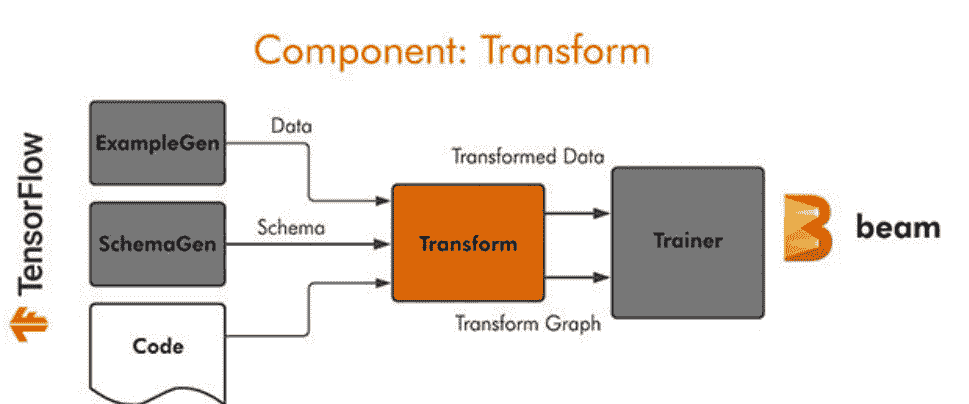 Component: Transform
TensorFlow
ExampleGen
Data
SchemaGen
Schema
Code
Transform
Transformed Data
Transform Graph
Trainer
beam